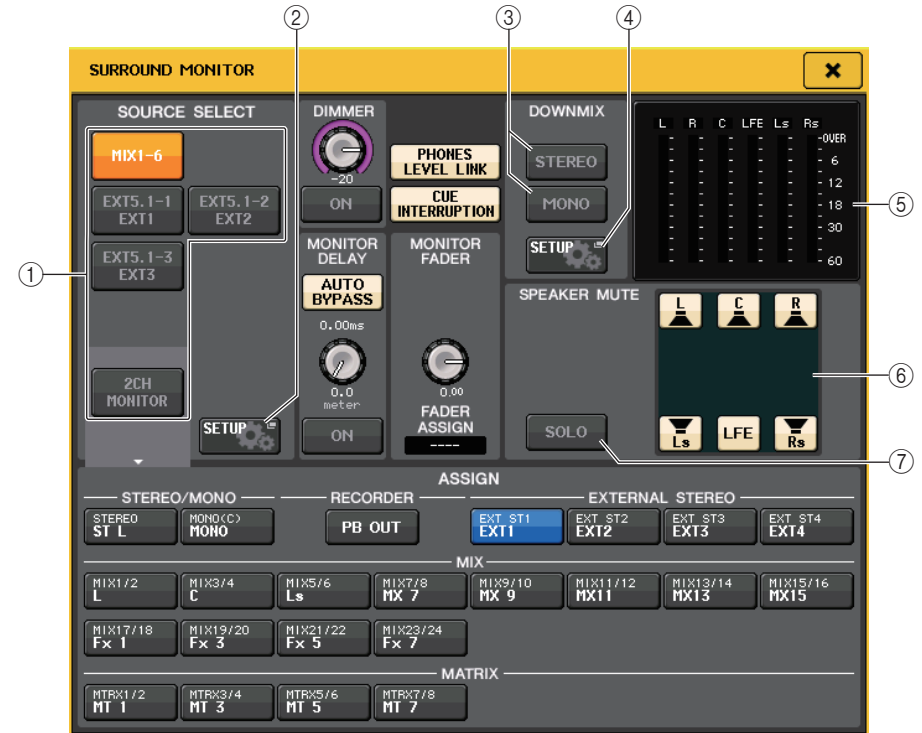 ② ③ ④
SURROUND MONITOR
SOURCE SELECT
MIX1-6
EXT5.1-1
EXT1
EXT5.1-2
EXT2
EXT5.1-3
EXT3
①
2CH
MONITOR
SETUP
DIMMER
-20
ON
PHONES
LEVEL LINK
CUE
INTERRUPTION
MONITOR
DELAY
AUTO
BYPASS
0.00ms
0.0
meter
ON
MONITOR
FADER
0.00
FADER
ASSIGN
----
DOWNMIX
STEREO
MONO
SETUP
L R C LFE Ls Rs
OVER
6
12
18
30
60
⑤
SPEAKER MUTE
L C R
Ls LFE Rs
⑥
SOLO
⑦
ASSIGN
STEREO/MONO RECORDER EXTERNAL STEREO
STEREO
ST L
MONO(C)
MONO
PB OUT
EXT ST1
EXT1
EXT ST2
EXT2
EXT ST3
EXT3
EXT ST4
EXT4
MIX
MIX1/2
L
MIX3/4
C
MIX5/6
Ls
MIX7/8
MX 7
MIX9/10
MX 9
MIX11/12
MX11
MIX13/14
MX13
MIX15/16
MX15
MIX17/18
Fx 1
MIX19/20
Fx 3
MIX21/22
Fx 5
MIX23/24
Fx 7
MATRIX
MTRX1/2
MT 1
MTRX3/4
MT 3
MTRX5/6
MT 5
MTRX7/8
MT 7